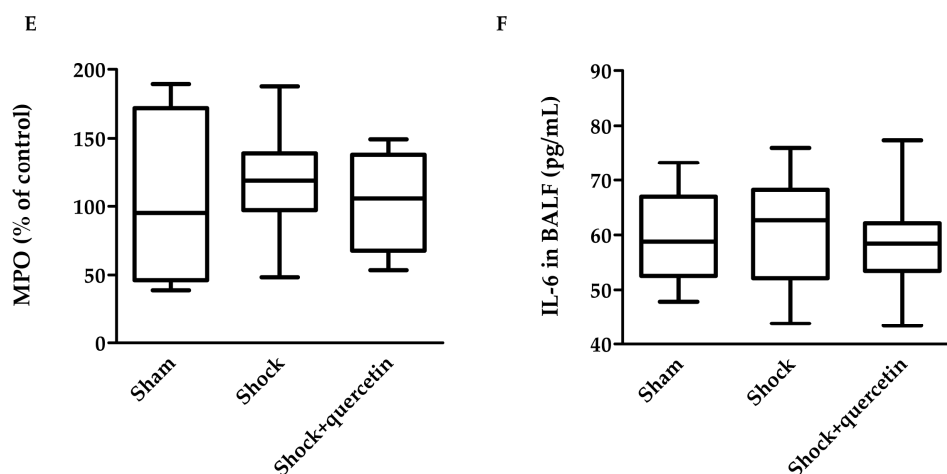 E
MPO (% of control)
200
150
100
50
0
Sham
Shock
Shock+quercetin
F
IL-6 in BALF (pg/mL)
90
80
70
60
50
40
Sham
Shock
Shock+quercetin